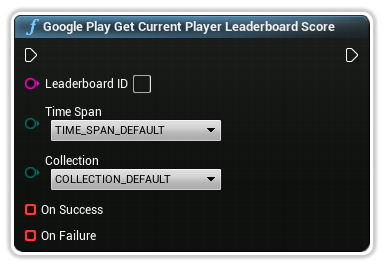 f Google Play Get Current Player Leaderboard Score
Leaderboard ID
Time Span
TIME_SPAN_DEFAULT
Collection
COLLECTION_DEFAULT
On Success
On Failure